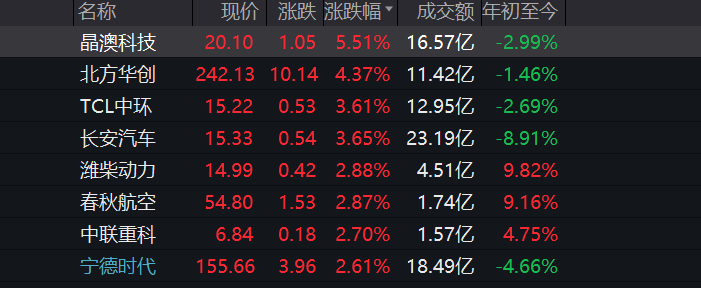 名称 现价 涨跌 涨跌幅 成交额 年初至今
晶澳科技 20.10 1.05 5.51% 16.57亿 -2.99%
北方华创 242.13 10.14 4.37% 11.42亿 -1.46%
TCL中环 15.22 0.53 3.61% 12.95亿 -2.69%
长安汽车 15.33 0.54 3.65% 23.19亿 -8.91%
潍柴动力 14.99 0.42 2.88% 4.51亿 9.82%
春秋航空 54.80 1.53 2.87% 1.74亿 9.16%
中联重科 6.84 0.18 2.70% 1.57亿 4.75%
宁德时代 155.66 3.96 2.61% 18.49亿 -4.66%